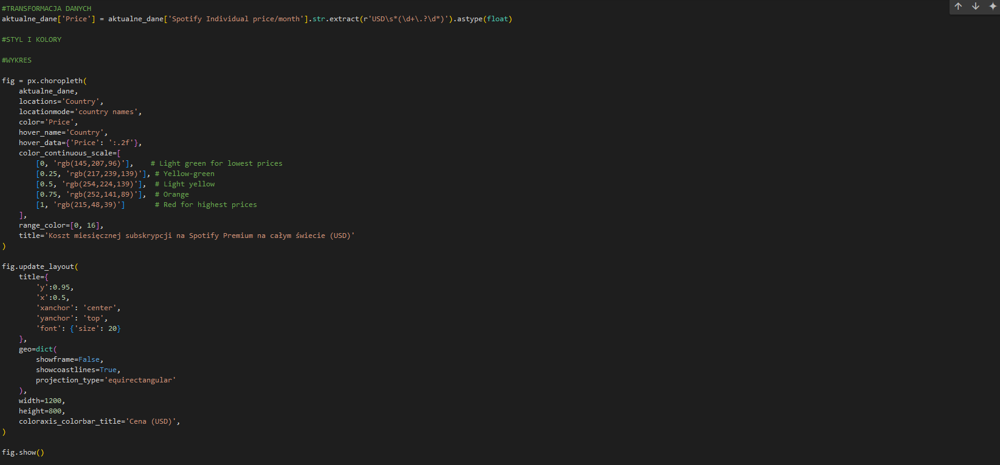 #TRANSFORMACJA DANYCH
aktualne_dane['Price'] = aktualne_dane['Spotify Individual price/month'].str.extract(r'USD\s*(\d+\.?\d*)').astype(float)
#STYL I KOLORY
#WYKRES
fig = px.choropleth(
    aktualne_dane,
    locations='Country',
    locationmode='country names',
    color='Price',
    hover_name='Country',
    hover_data={'Price': ':.2f'},
    color_continuous_scale=[
        [0, 'rgb(145,207,96)'],    # Light green for lowest prices
        [0.25, 'rgb(217,239,139)'], # Yellow-green
        [0.5, 'rgb(254,224,139)'],  # Light yellow
        [0.75, 'rgb(252,141,89)'],  # Orange
        [1, 'rgb(215,48,39)']       # Red for highest prices
    ],
    range_color=[0, 16],
    title='Koszt miesięcznej subskrypcji na Spotify Premium na całym świecie (USD)'
)
fig.update_layout(
    title={
        'y':0.95,
        'x':0.5,
        'xanchor': 'center',
        'yanchor': 'top',
        'font': {'size': 20}
    },
    geo=dict(
        showframe=False,
        showcoastlines=True,
        projection_type='equirectangular'
    ),
    width=1200,
    height=800,
    coloraxis_colorbar_title='Cena (USD)',
)
fig.show()